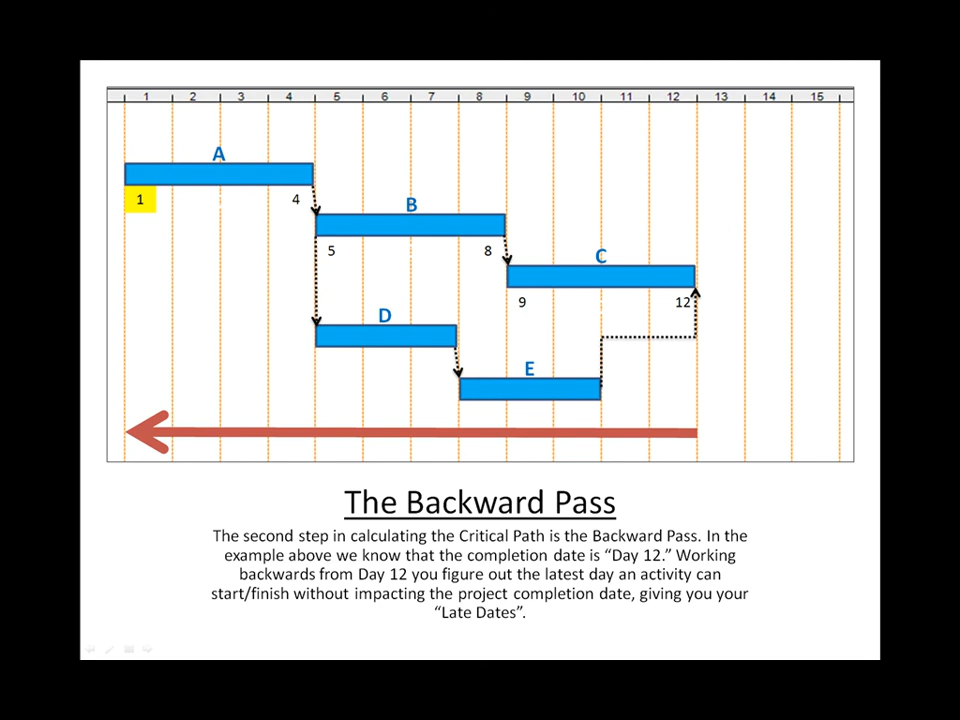 1 2 3 4 5 6 7 8 9 10 11 12 13 14 15
A
1 4
B
5 8
C
9 12
D
E
The Backward Pass
The second step in calculating the Critical Path is the Backward Pass. In the
example above we know that the completion date is “Day 12.” Working
backwards from Day 12 you figure out the latest day an activity can
start/finish without impacting the project completion date, giving you your
“Late Dates”.